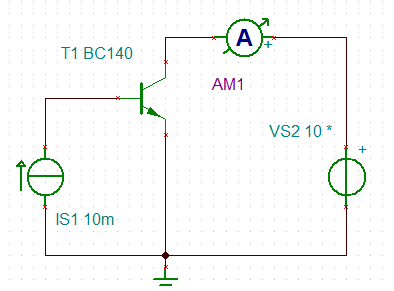 T1 BC140
A
+
AM1
VS2 10 *
+
IS1 10m